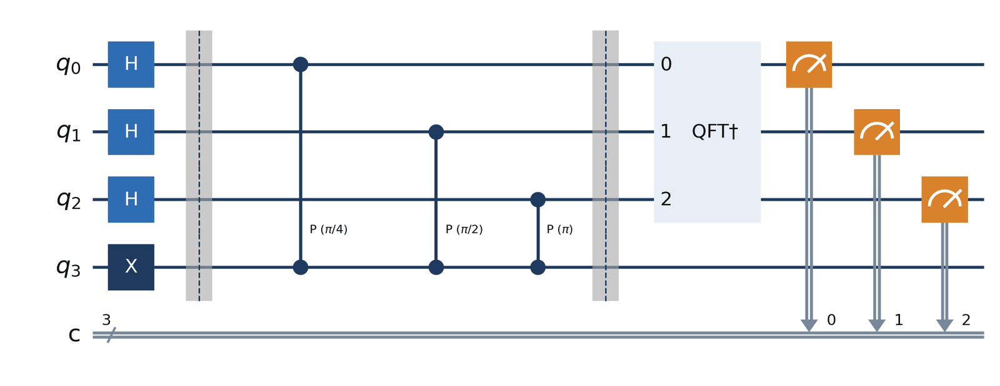 q0 H 0
q1 H 1 QFT†
q2 H 2
P (π/4) P (π/2) P (π)
q3 X
3 0 1 2
c